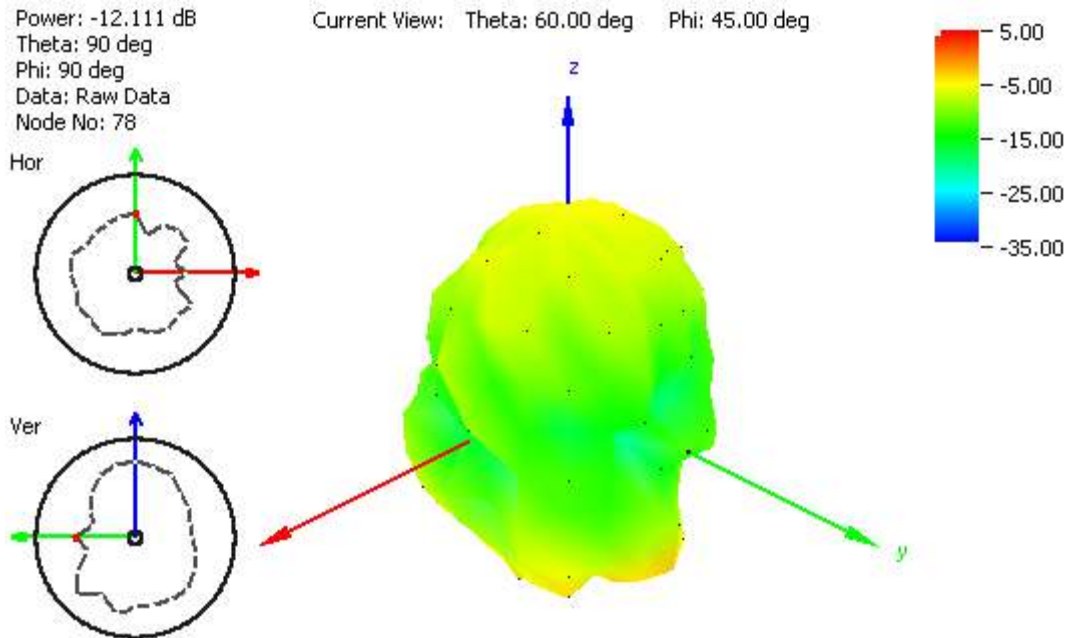 Power: -12.111 dB
Theta: 90 deg
Phi: 90 deg
Data: Raw Data
Node No: 78
Current View: Theta: 60.00 deg Phi: 45.00 deg
Hor
Ver
z
y
5.00
-5.00
-15.00
-25.00
-35.00